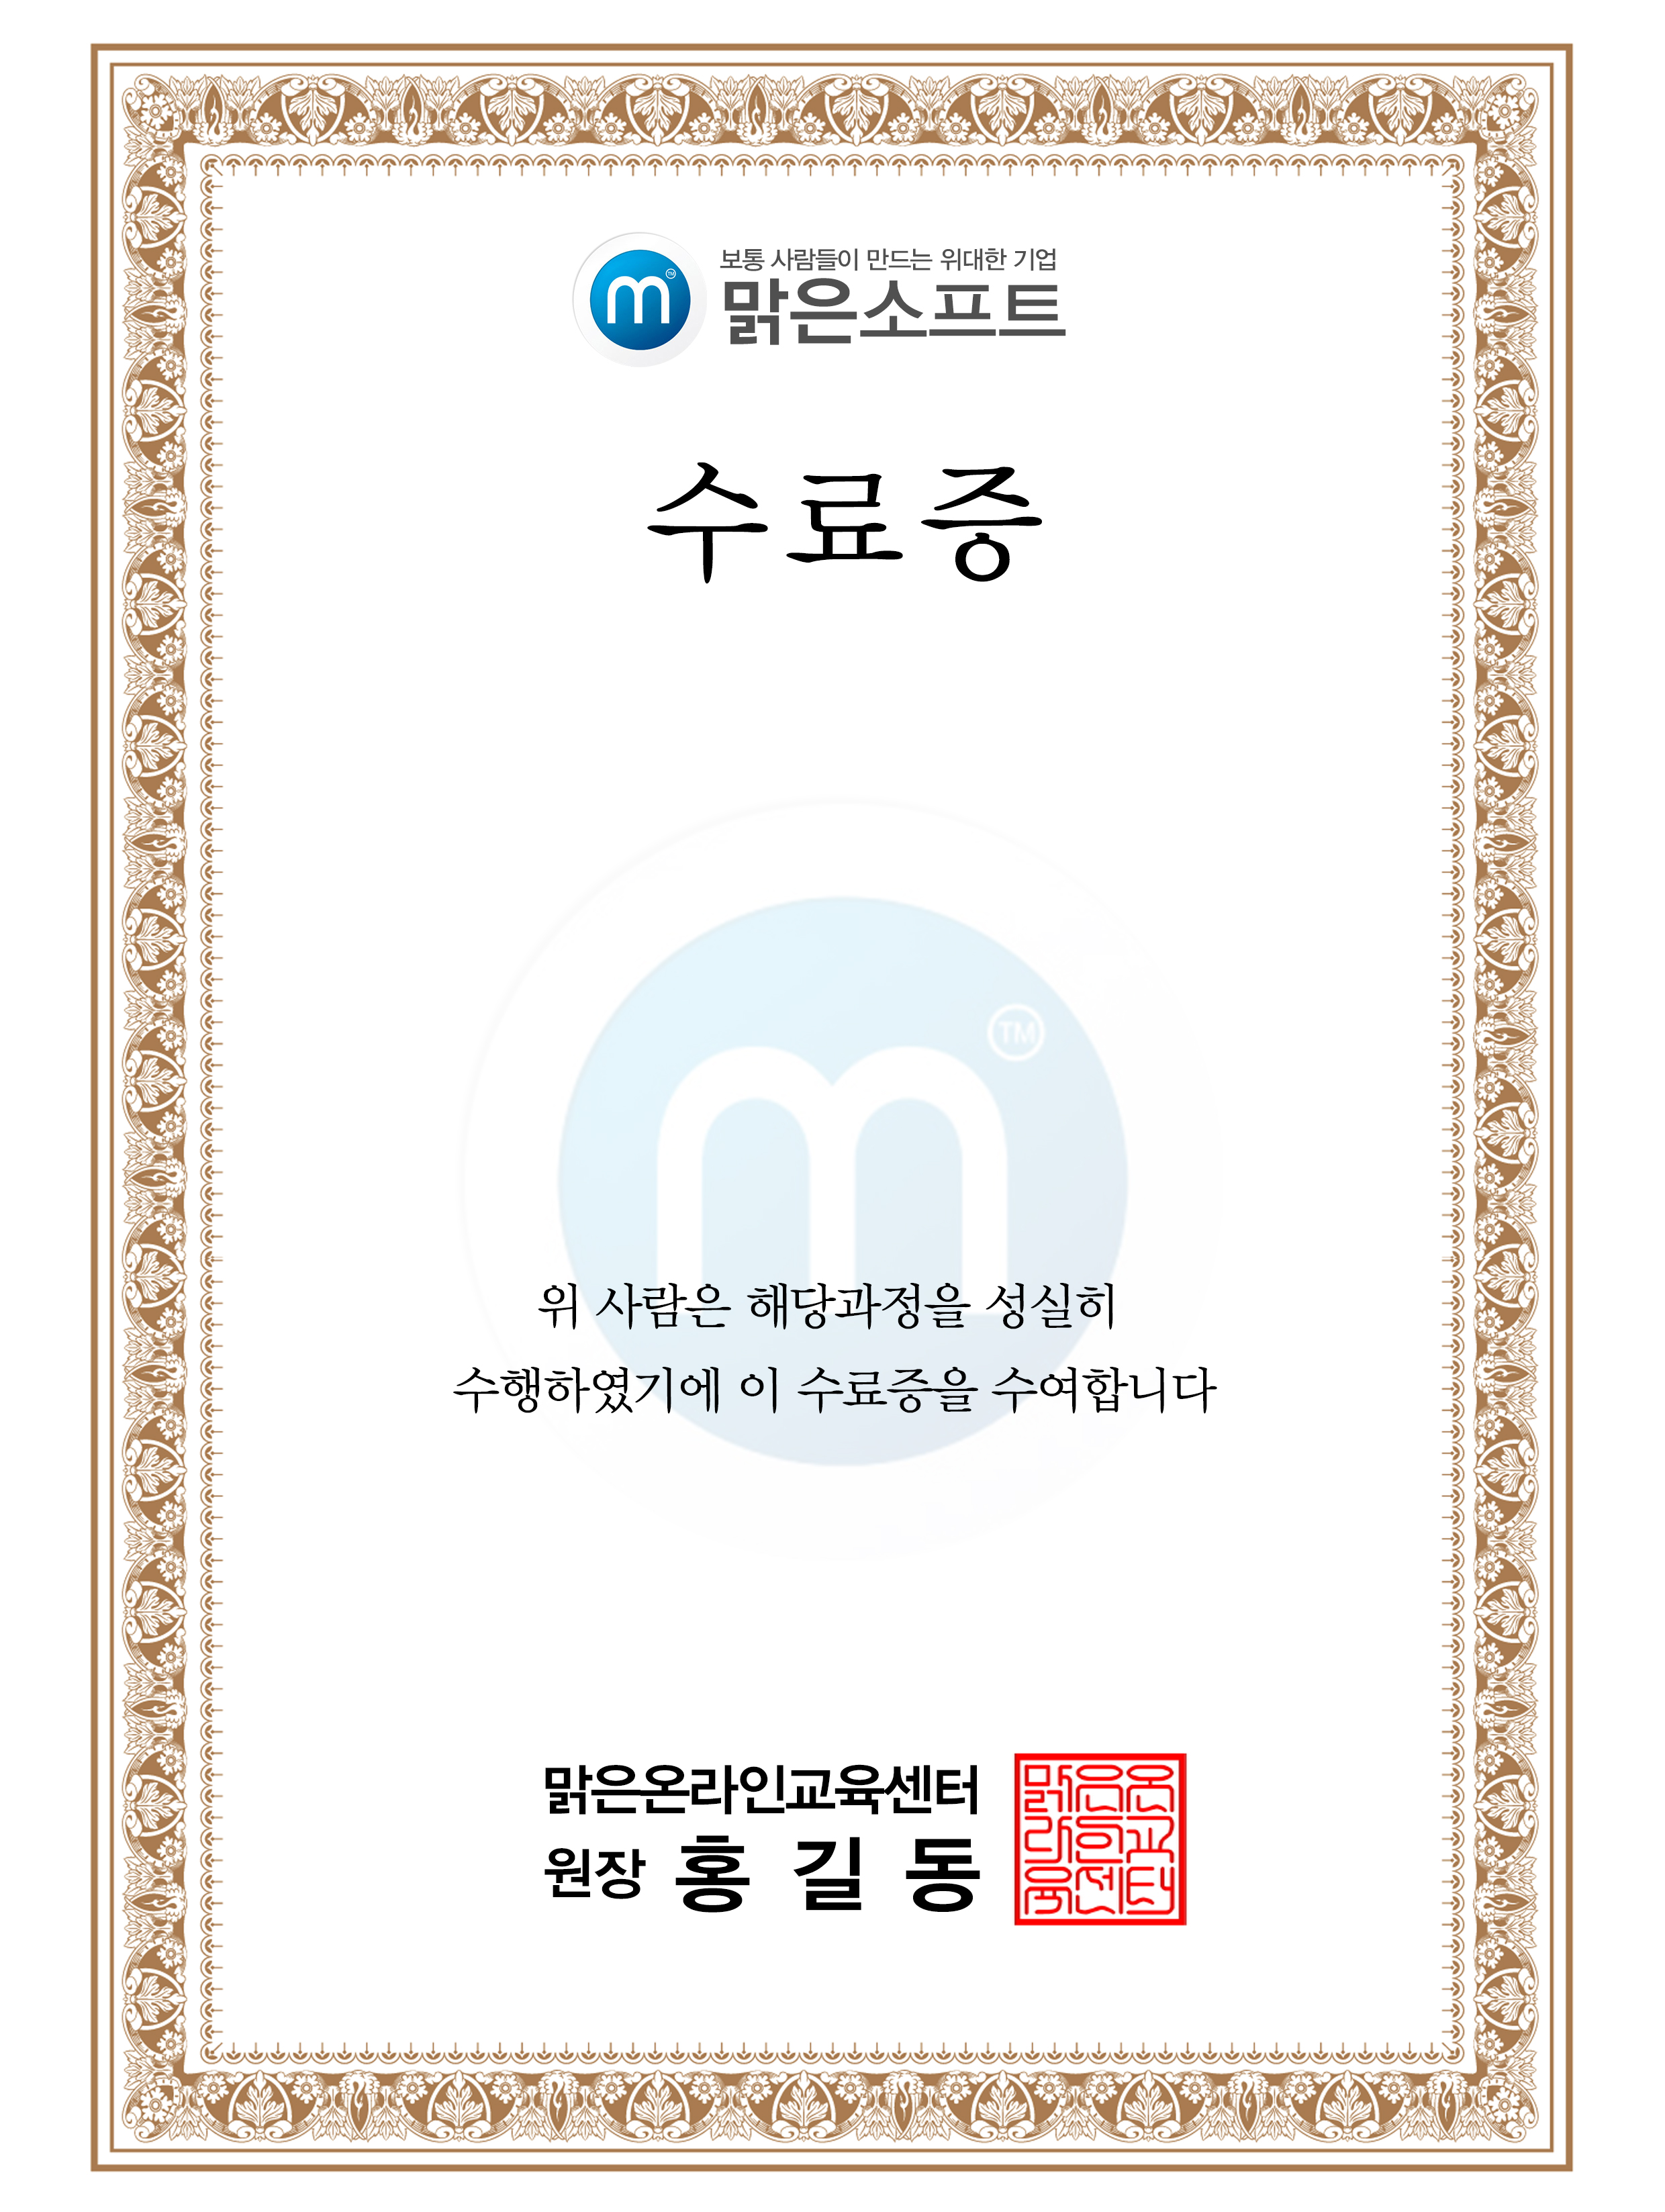 보통 사람들이 만드는 위대한 기업
m TM
맑은소프트
수료증
m TM
위 사람은 해당과정을 성실히
수행하였기에 이 수료증을 수여합니다
맑은온라인교육센터
원장 홍 길 동
맑은온
라인교
육센터